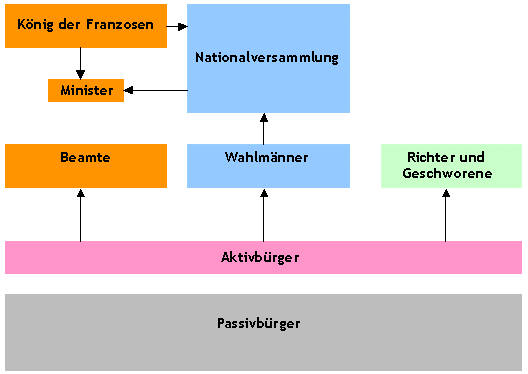 König der Franzosen
Nationalversammlung
Minister
Beamte
Wahlmänner
Richter und
Geschworene
Aktivbürger
Passivbürger